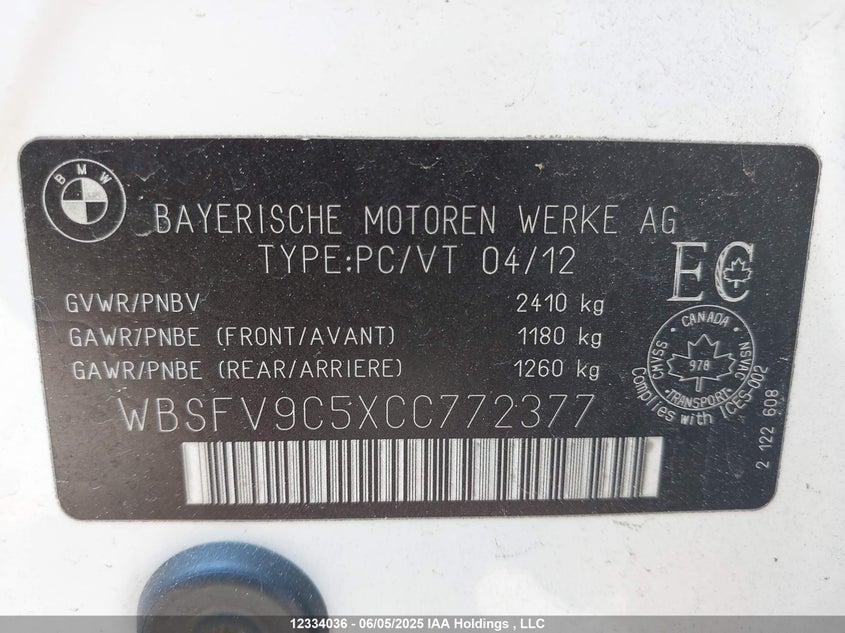 BMW
BAYERISCHE MOTOREN WERKE AG
TYPE:PC/VT 04/12
EC
GVWR/PNBV 2410 kg
GAWR/PNBE (FRONT/AVANT) 1180 kg
GAWR/PNBE (REAR/ARRIERE) 1260 kg
CANADA
CMVSS
NSVAC
978
TRANSPORT
Complies with ICES-002
WBSFV9C5XCC772377
2 122 608
12334036 - 06/05/2025 IAA Holdings , LLC